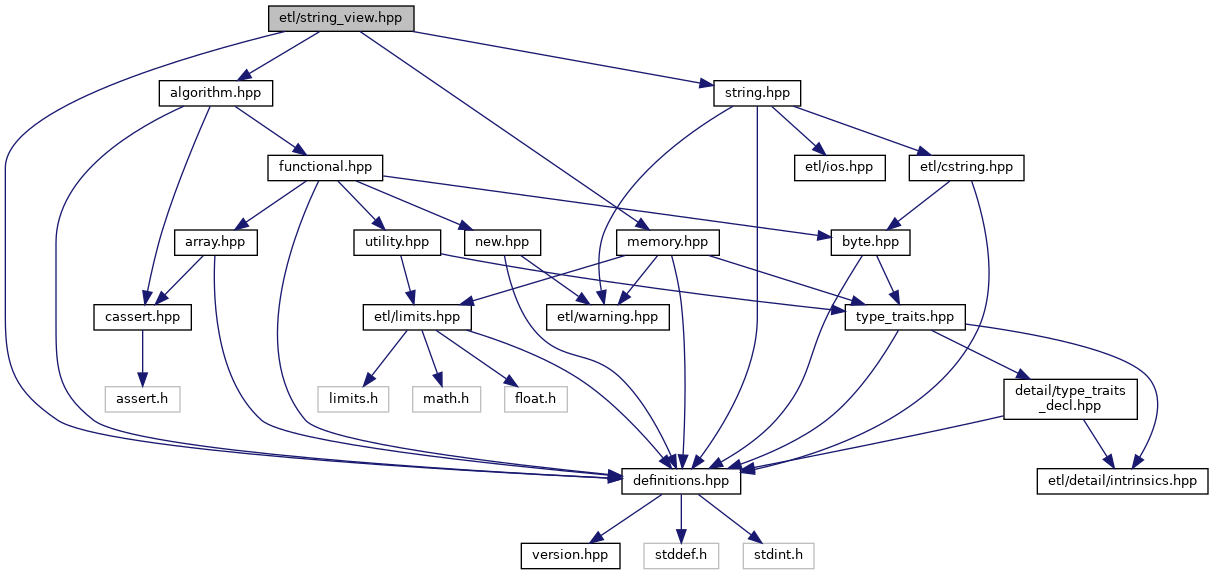 etl/string_view.hpp
algorithm.hpp
string.hpp
functional.hpp
etl/ios.hpp
etl/cstring.hpp
array.hpp
utility.hpp
new.hpp
memory.hpp
byte.hpp
cassert.hpp
etl/limits.hpp
etl/warning.hpp
type_traits.hpp
assert.h
limits.h
math.h
float.h
detail/type_traits
_decl.hpp
definitions.hpp
etl/detail/intrinsics.hpp
version.hpp
stddef.h
stdint.h